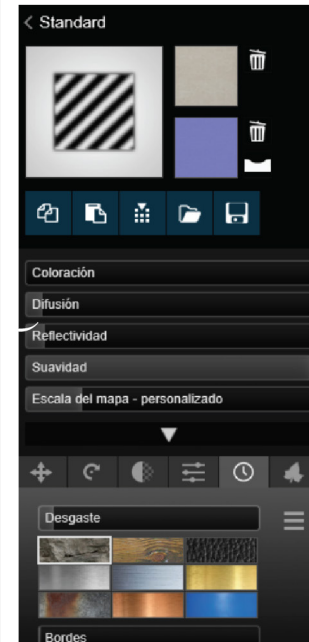 Standard
Coloración
Difusión
Reflectividad
Suavidad
Escala del mapa - personalizado
Desgaste
Bordes